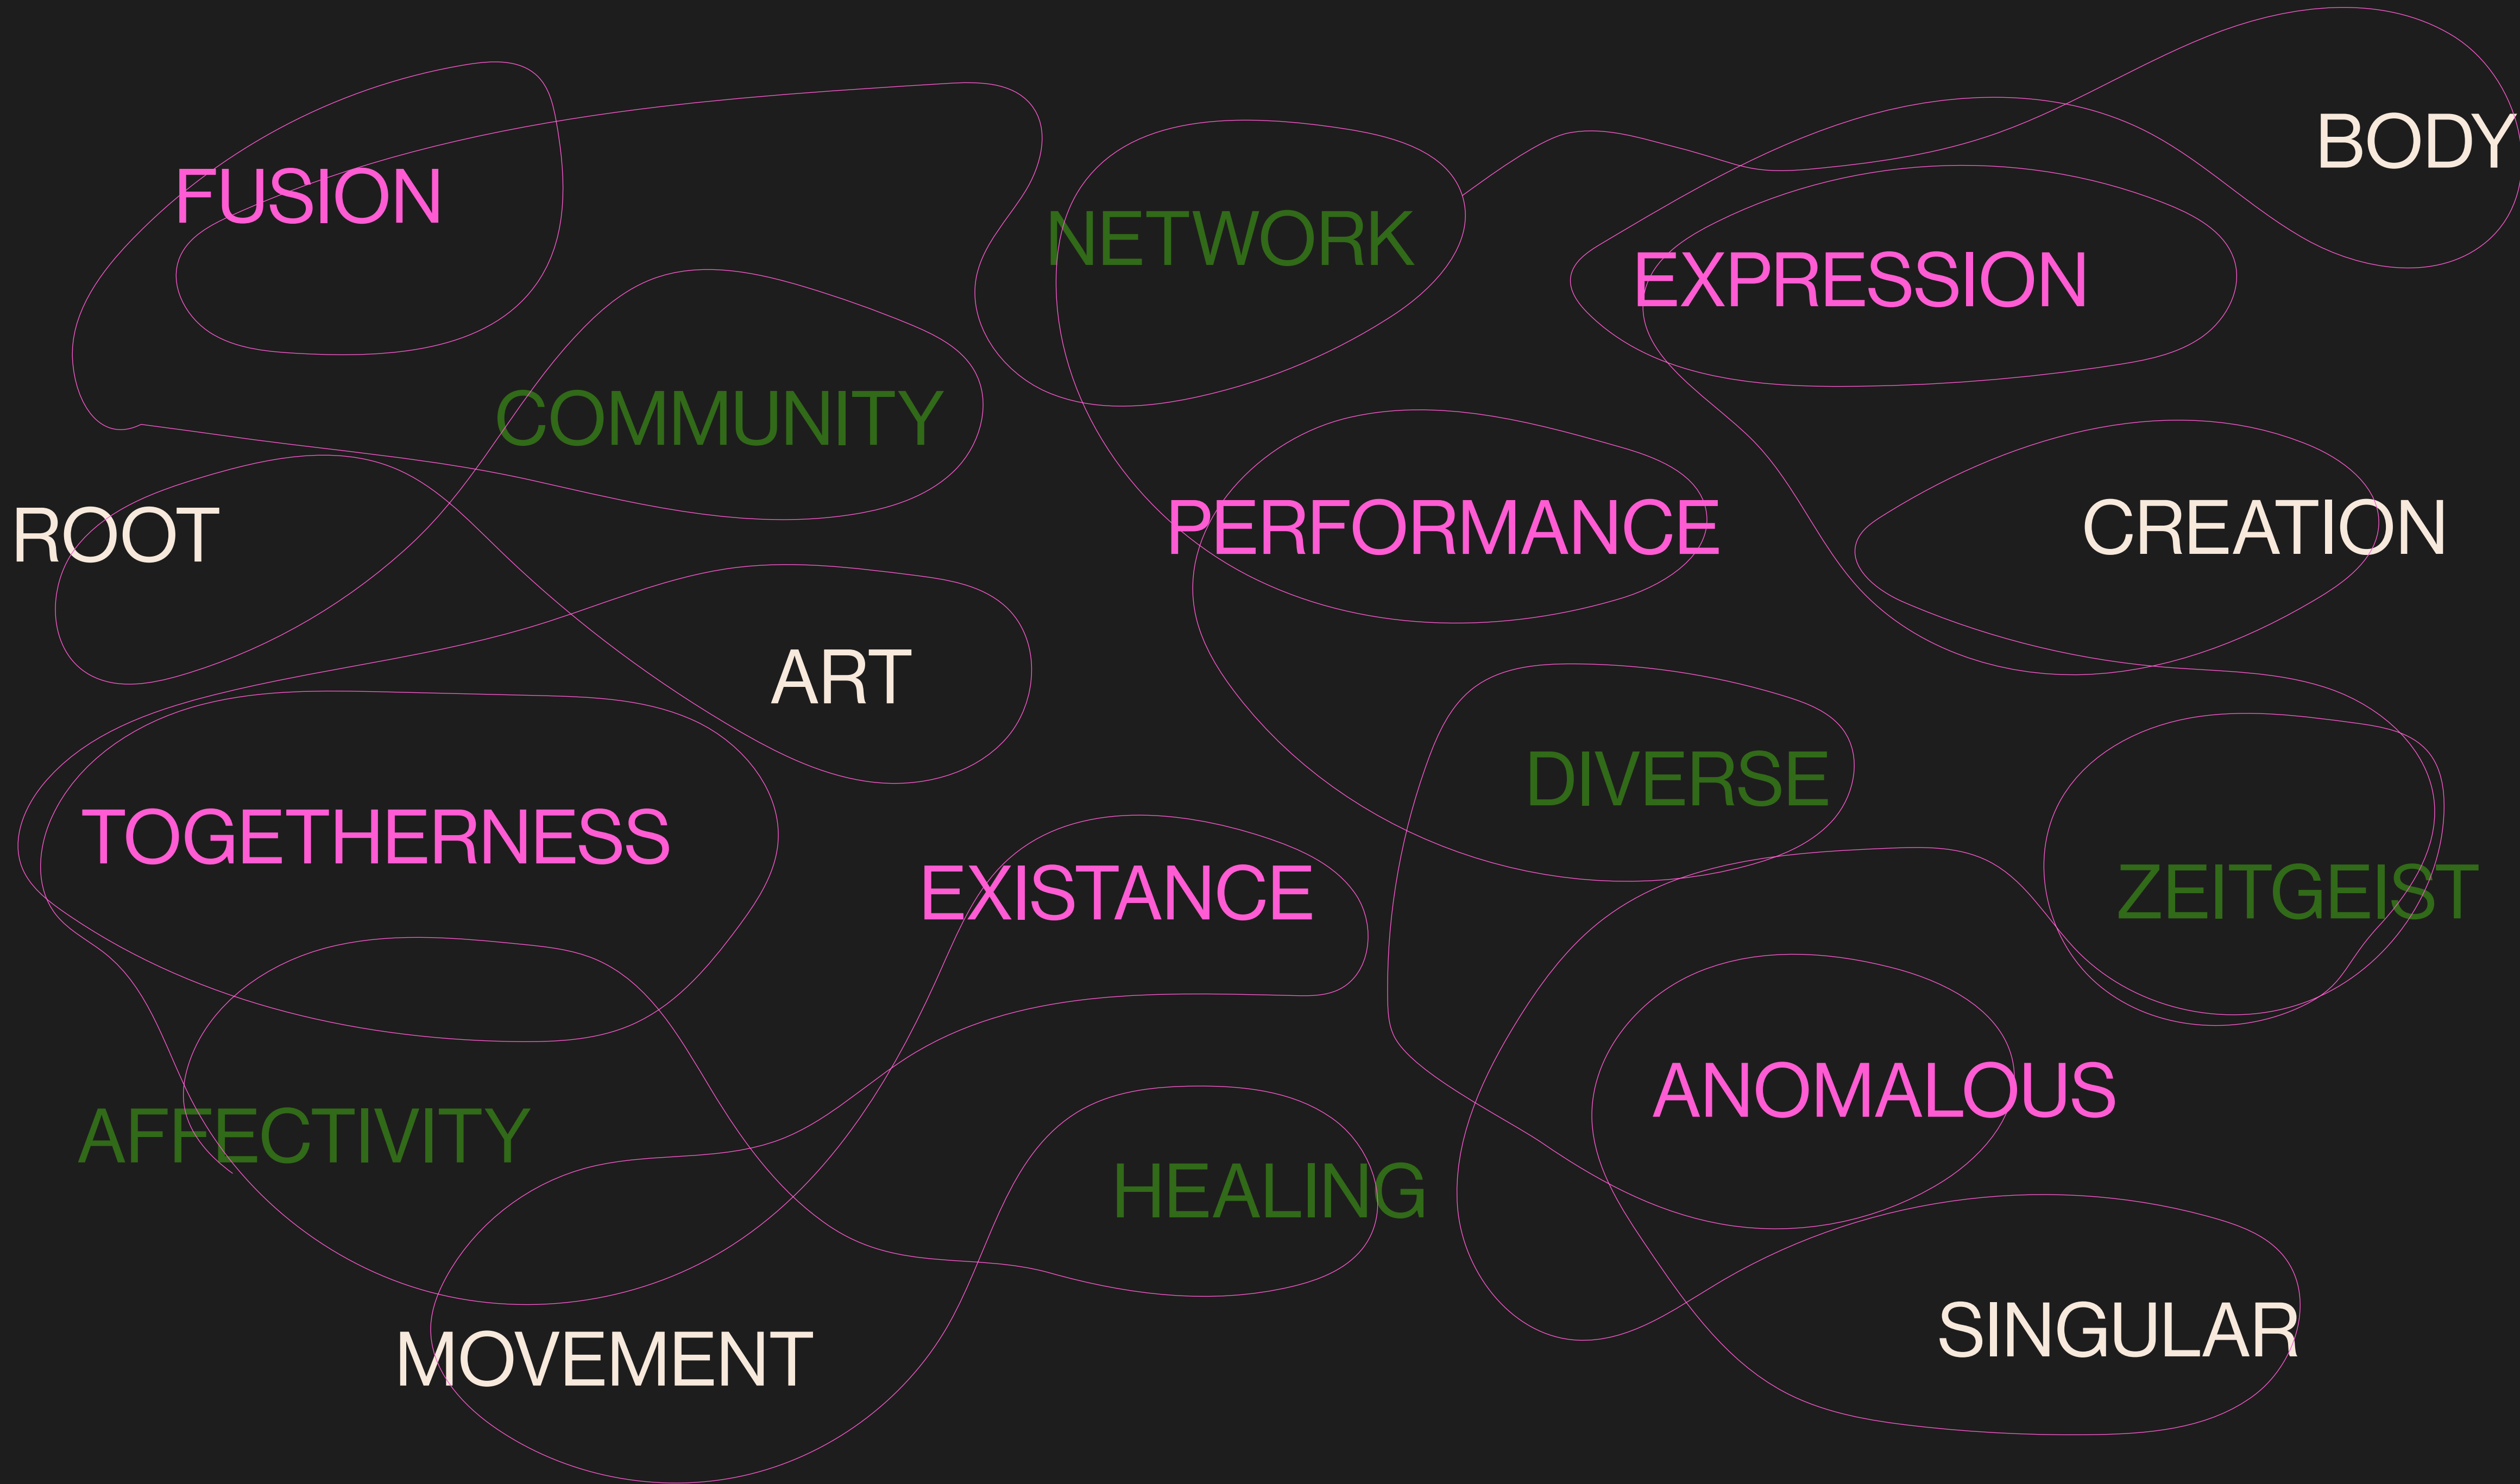 BODY
FUSION
NETWORK
EXPRESSION
COMMUNITY
ROOT
PERFORMANCE
CREATION
ART
DIVERSE
TOGETHERNESS
EXISTANCE
ZEITGEIST
ANOMALOUS
AFFECTIVITY
HEALING
SINGULAR
MOVEMENT